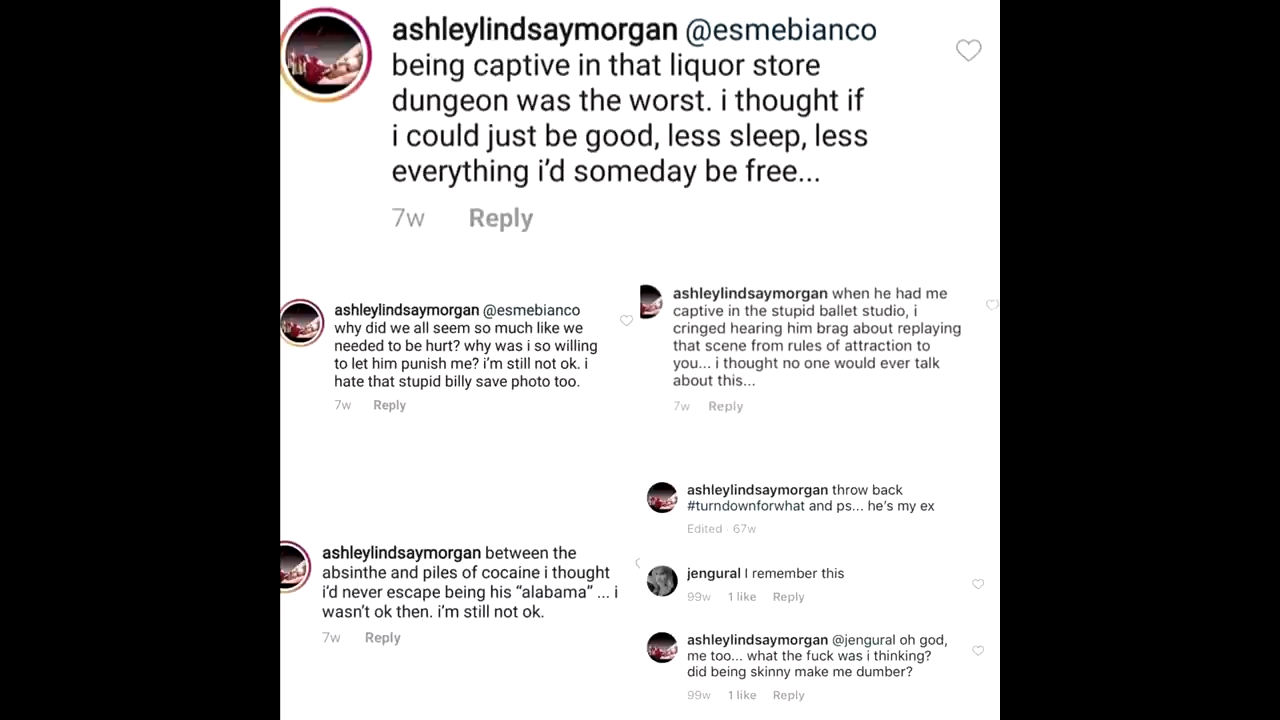 ashleylindsaymorgan @esmebianco
being captive in that liquor store
dungeon was the worst. i thought if
i could just be good, less sleep, less
everything i'd someday be free...
7w Reply
ashleylindsaymorgan @esmebianco
why did we all seem so much like we
needed to be hurt? why was i so willing
to let him punish me? i'm still not ok. i
hate that stupid billy save photo too.
7w Reply
ashleylindsaymorgan when he had me
captive in the stupid ballet studio, i
cringed hearing him brag about replaying
that scene from rules of attraction to
you... i thought no one would ever talk
about this...
7w Reply
ashleylindsaymorgan between the
absinthe and piles of cocaine i thought
i'd never escape being his “alabama” ... i
wasn't ok then. i'm still not ok.
7w Reply
ashleylindsaymorgan throw back
#turndownforwhat and ps... he's my ex
Edited · 67w
jengural I remember this
99w 1 like Reply
ashleylindsaymorgan @jengural oh god,
me too... what the fuck was i thinking?
did being skinny make me dumber?
99w 1 like Reply